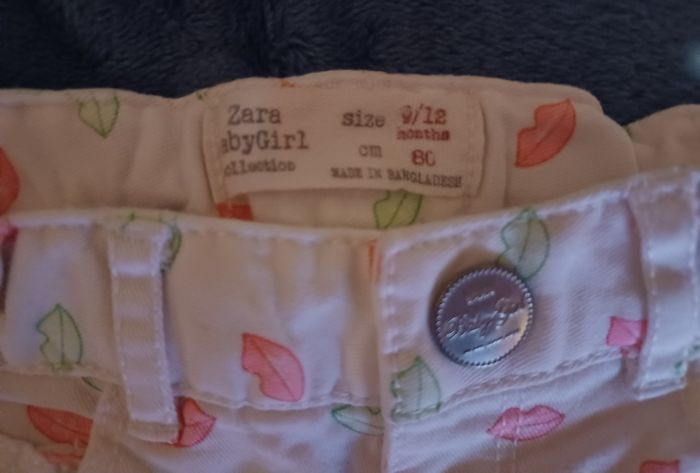 Zara
abyGirl
ollection
size 9/12
months
cm 80
MADE IN BANGLADESH